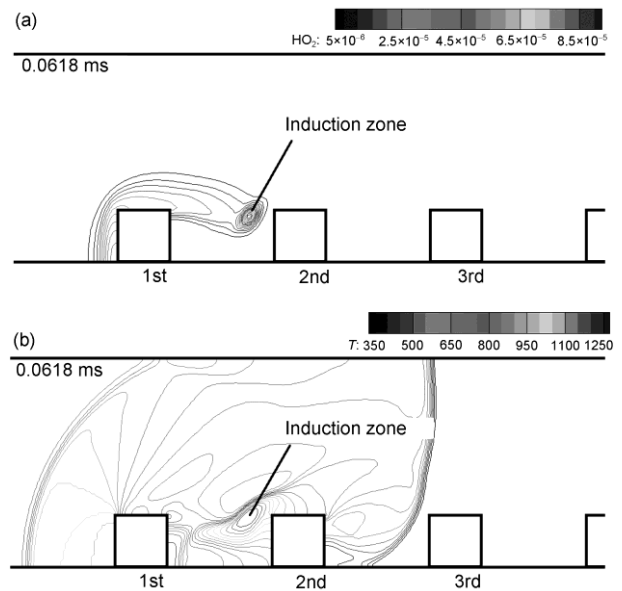 (a)
HO₂: 5×10⁻⁶ 2.5×10⁻⁵ 4.5×10⁻⁵ 6.5×10⁻⁵ 8.5×10⁻⁵
0.0618 ms
Induction zone
1st 2nd 3rd
(b)
T: 350 500 650 800 950 1100 1250
0.0618 ms
Induction zone
1st 2nd 3rd